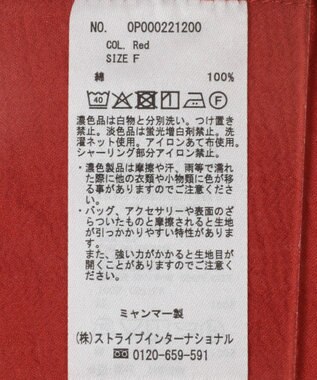 NO. OP000221200
COL. Red
SIZE F
綿 100%
40 F
濃色品は白物と分別洗い。つけ置き
禁止。淡色品は蛍光増白剤禁止。洗
濯ネット使用。アイロンあて布使用。
シャーリング部分アイロン禁止。
・濃色製品は摩擦や汗、雨等で濡れ
た際に他の衣類や小物類に色が移
る事がありますのでご注意くださ
い。
・バッグ、アクセサリーや表面のざ
らついたものと摩擦されると生地
が引っかかりやすい特性がありま
す。
また、強い力がかかると生地目が
開くことがございますのでご注意
ください。
ミャンマー製
(株)ストライプインターナショナル
0120-659-591